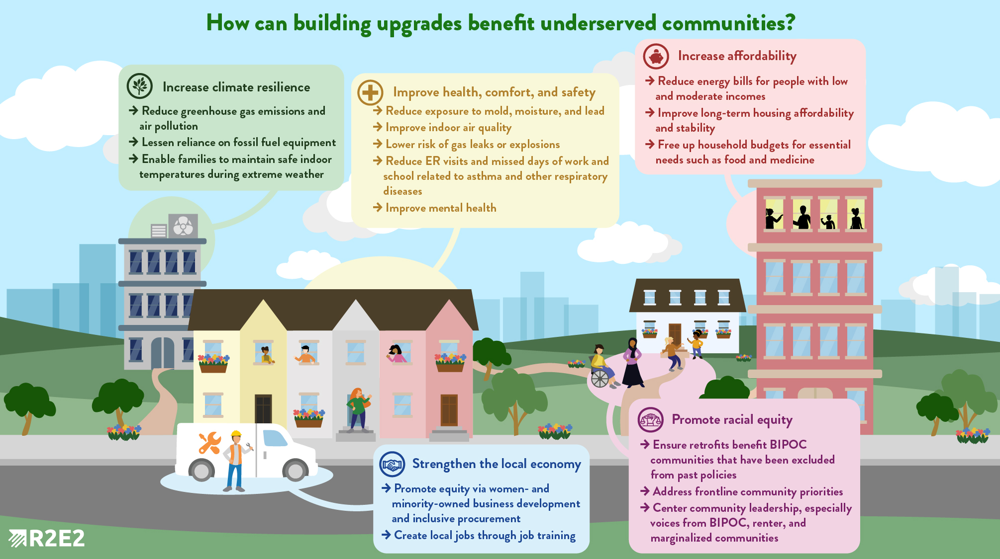 How can building upgrades benefit underserved communities?
Increase climate resilience
→ Reduce greenhouse gas emissions and
air pollution
→ Lessen reliance on fossil fuel equipment
→ Enable families to maintain safe indoor
temperatures during extreme weather
Improve health, comfort, and safety
→ Reduce exposure to mold, moisture, and lead
→ Improve indoor air quality
→ Lower risk of gas leaks or explosions
→ Reduce ER visits and missed days of work and
school related to asthma and other respiratory
diseases
→ Improve mental health
Increase affordability
→ Reduce energy bills for people with low
and moderate incomes
→ Improve long-term housing affordability
and stability
→ Free up household budgets for essential
needs such as food and medicine
Strengthen the local economy
→ Promote equity via women- and
minority-owned business development
and inclusive procurement
→ Create local jobs through job training
Promote racial equity
→ Ensure retrofits benefit BIPOC
communities that have been excluded
from past policies
→ Address frontline community priorities
→ Center community leadership, especially
voices from BIPOC, renter, and
marginalized communities
R2E2